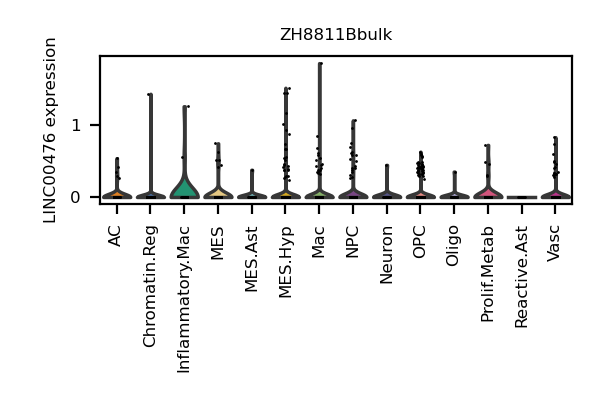 ZH8811Bbulk
LINC00476 expression
1
0
AC
Chromatin.Reg
Inflammatory.Mac
MES
MES.Ast
MES.Hyp
Mac
NPC
Neuron
OPC
Oligo
Prolif.Metab
Reactive.Ast
Vasc